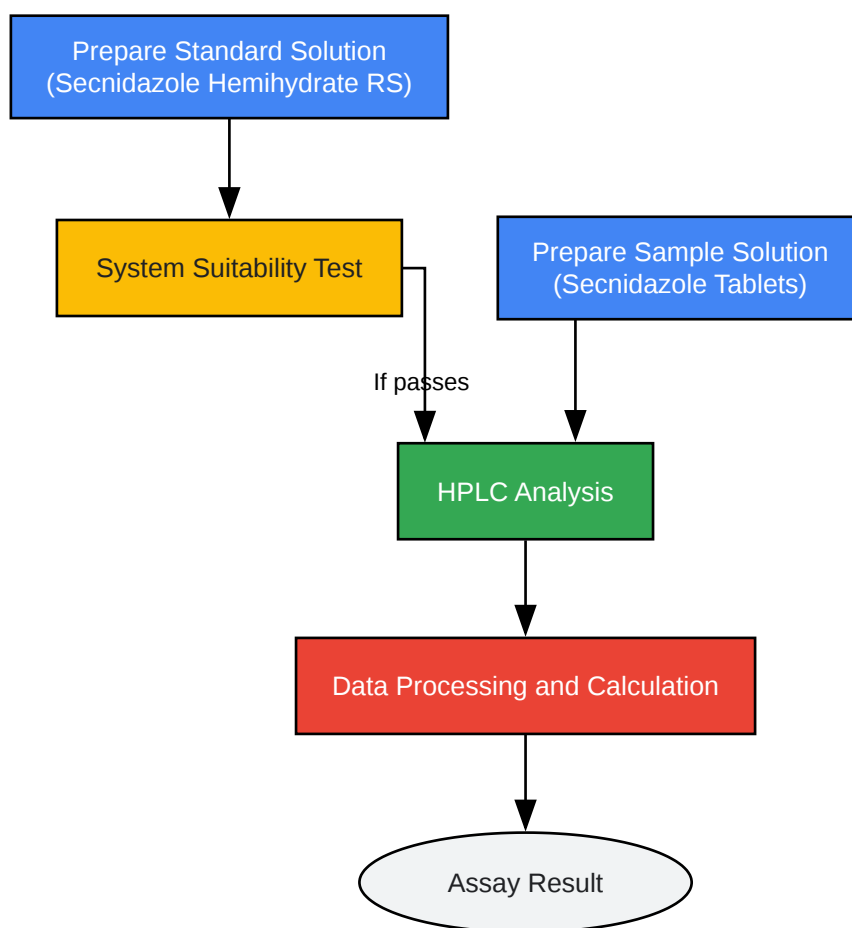 Prepare Standard Solution
(Secnidazole Hemihydrate RS)
System Suitability Test
Prepare Sample Solution
(Secnidazole Tablets)
If passes
HPLC Analysis
Data Processing and Calculation
Assay Result